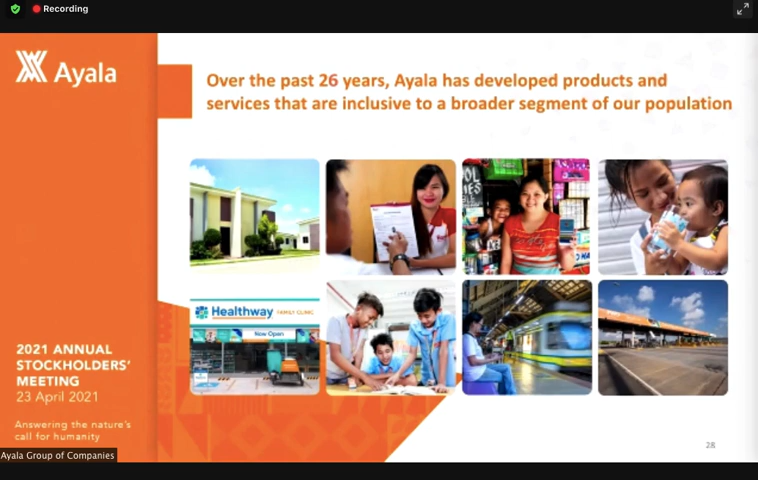 Recording
Ayala
Over the past 26 years, Ayala has developed products and
services that are inclusive to a broader segment of our population
Healthway FAMILY CLINIC
Now Open
2021 ANNUAL
STOCKHOLDERS'
MEETING
23 April 2021
Answering the nature's
call for humanity
28
Ayala Group of Companies